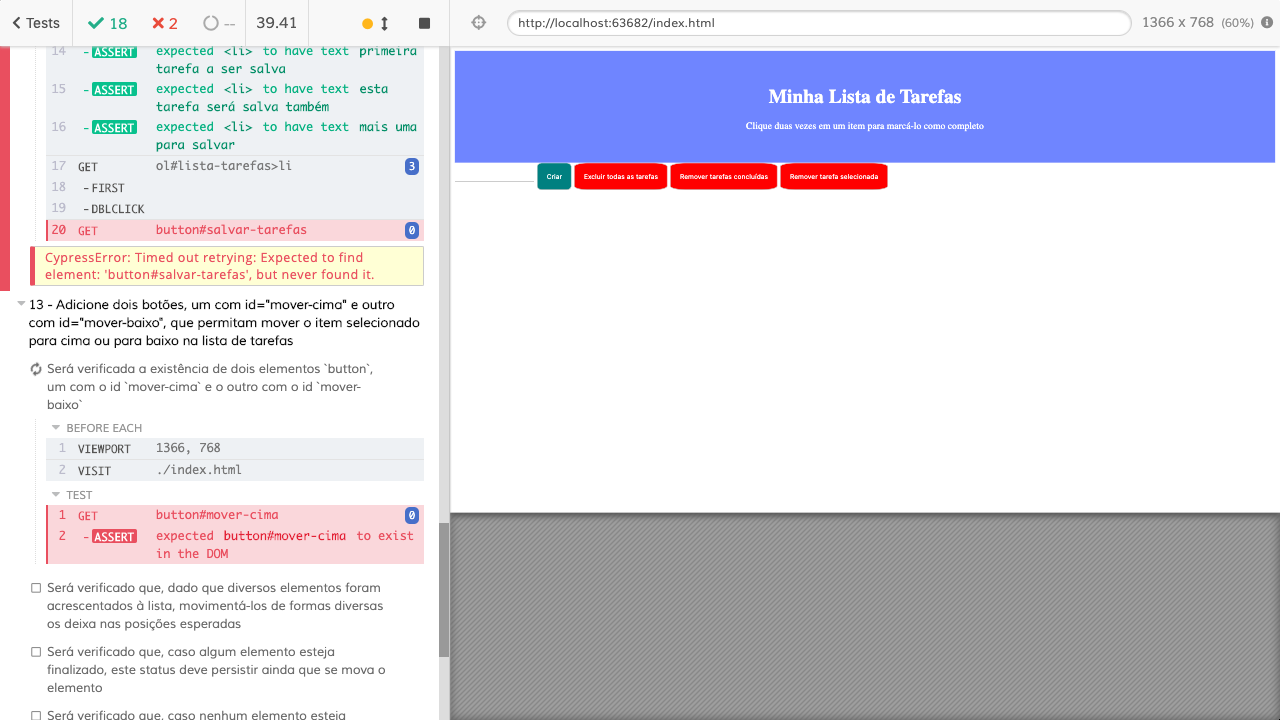 Tests
18
2
--
39.41
http://localhost:63682/index.html
1366 x 768 (60%)
14 -ASSERT expected <li> to have text primeira
tarefa a ser salva
15 -ASSERT expected <li> to have text esta
tarefa será salva também
16 -ASSERT expected <li> to have text mais uma
para salvar
17 GET ol#lista-tarefas>li 3
18 -FIRST
19 -DBLCLICK
20 GET button#salvar-tarefas 0
CypressError: Timed out retrying: Expected to find
element: 'button#salvar-tarefas', but never found it.
13 - Adicione dois botões, um com id="mover-cima" e outro
com id="mover-baixo", que permitam mover o item selecionado
para cima ou para baixo na lista de tarefas
Será verificada a existência de dois elementos `button`,
um com o id `mover-cima` e o outro com o id `mover-
baixo`
BEFORE EACH
1 VIEWPORT 1366, 768
2 VISIT ./index.html
TEST
1 GET button#mover-cima 0
2 -ASSERT expected button#mover-cima to exist
in the DOM
Será verificado que, dado que diversos elementos foram
acrescentados à lista, movimentá-los de formas diversas
os deixa nas posições esperadas
Será verificado que, caso algum elemento esteja
finalizado, este status deve persistir ainda que se mova o
elemento
Será verificado que, caso nenhum elemento esteja
Minha Lista de Tarefas
Clique duas vezes em um item para marcá-lo como completo
Criar
Excluir todas as tarefas
Remover tarefas concluídas
Remover tarefa selecionada